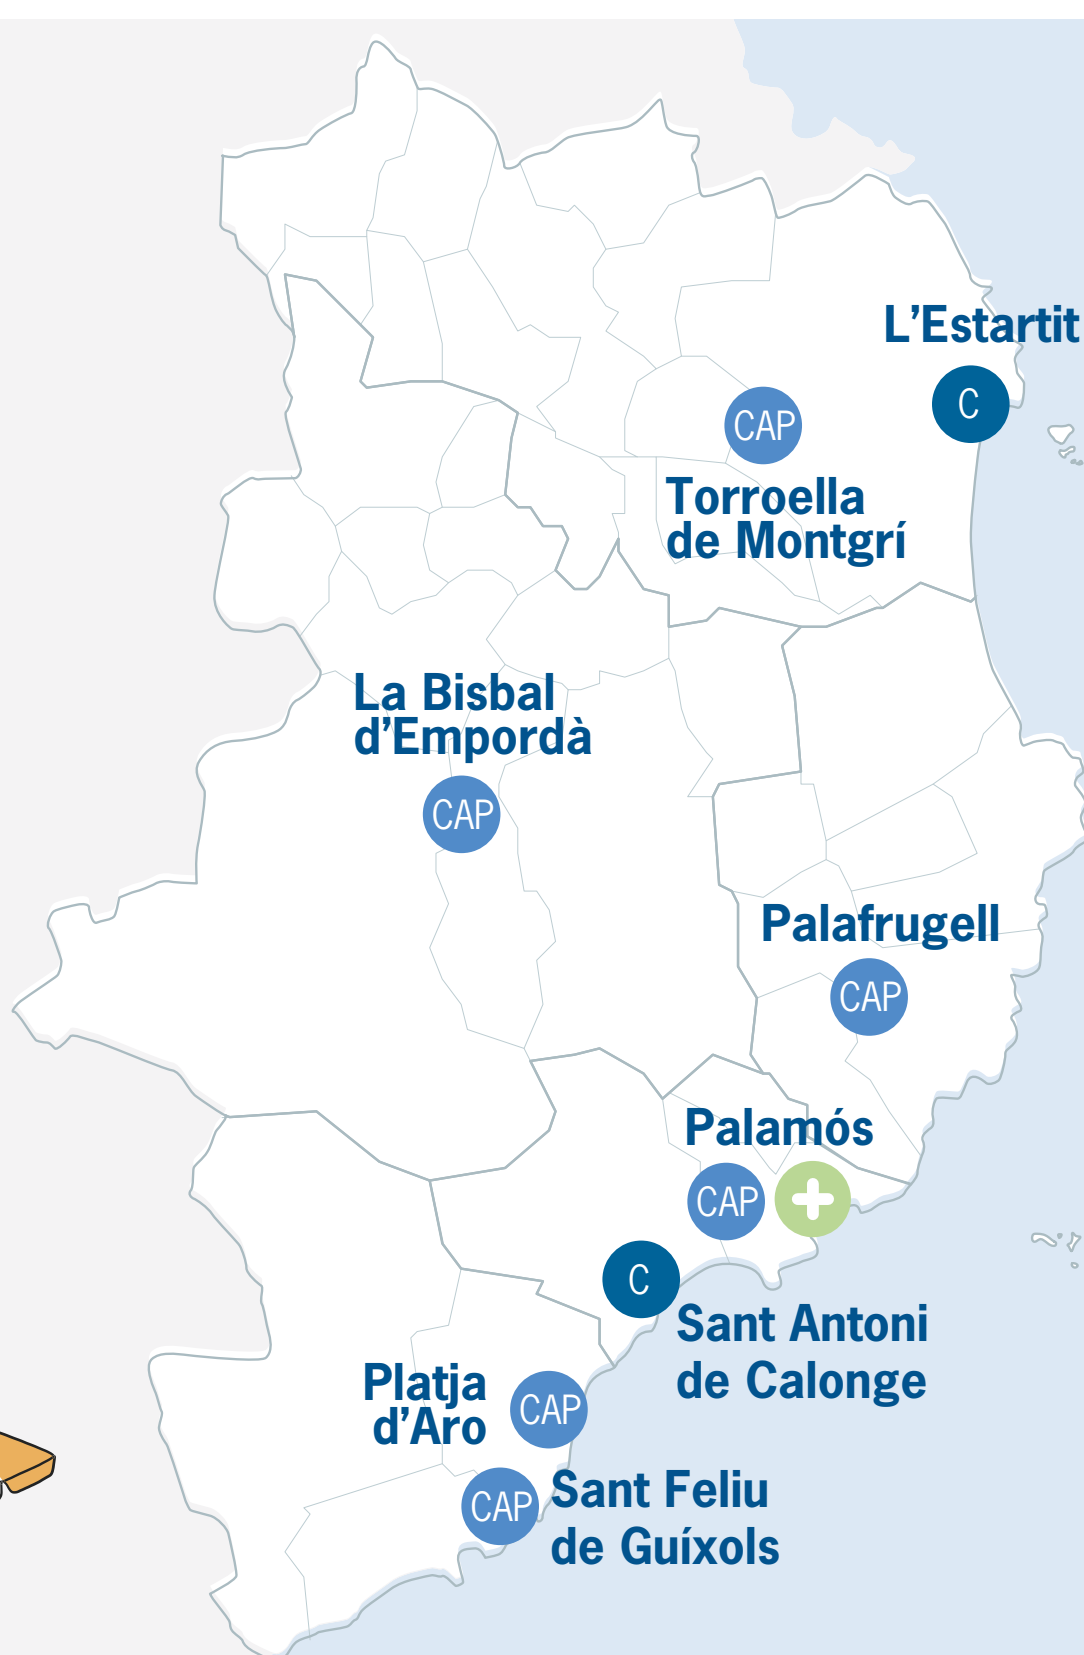 L'Estartit
C
CAP
Torroella
de Montgrí
La Bisbal
d'Empordà
CAP
Palafrugell
CAP
Palamós
CAP
C
Sant Antoni
de Calonge
Platja
d'Aro
CAP
CAP
Sant Feliu
de Guíxols